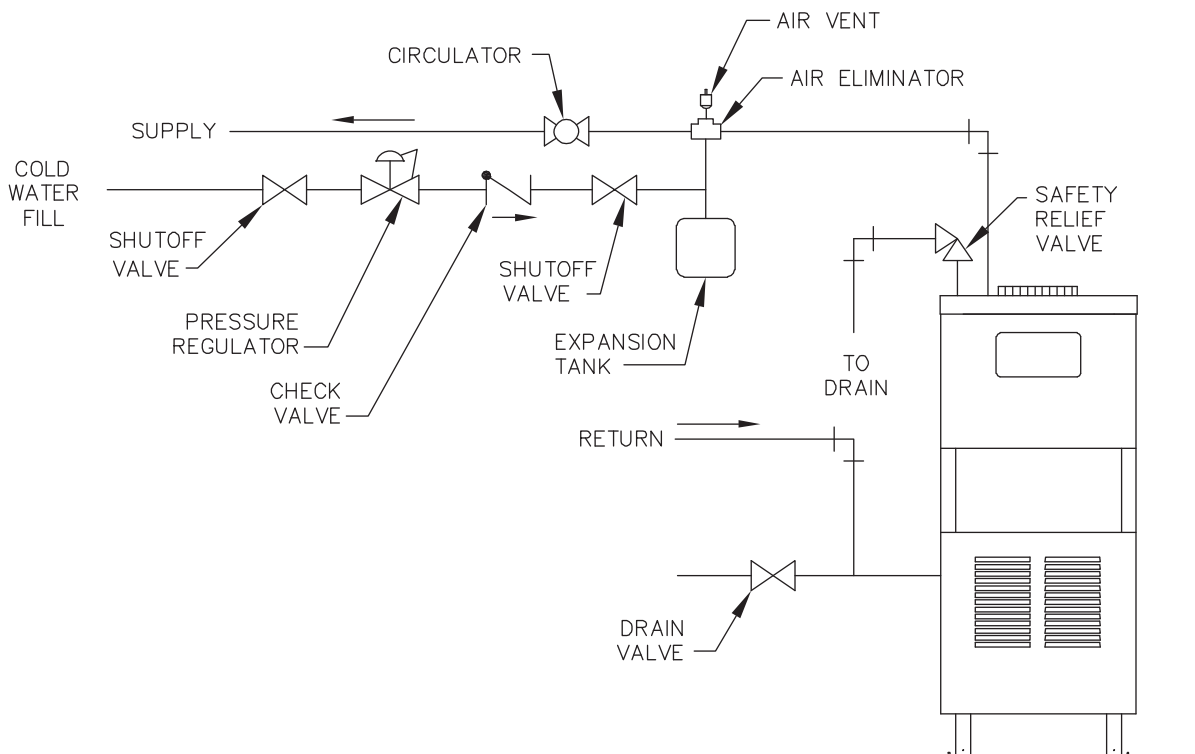 AIR VENT
CIRCULATOR
AIR ELIMINATOR
SUPPLY
COLD
WATER
FILL
SAFETY
RELIEF
VALVE
SHUTOFF
VALVE
SHUTOFF
VALVE
PRESSURE
REGULATOR
EXPANSION
TANK
TO
DRAIN
CHECK
VALVE
RETURN
DRAIN
VALVE